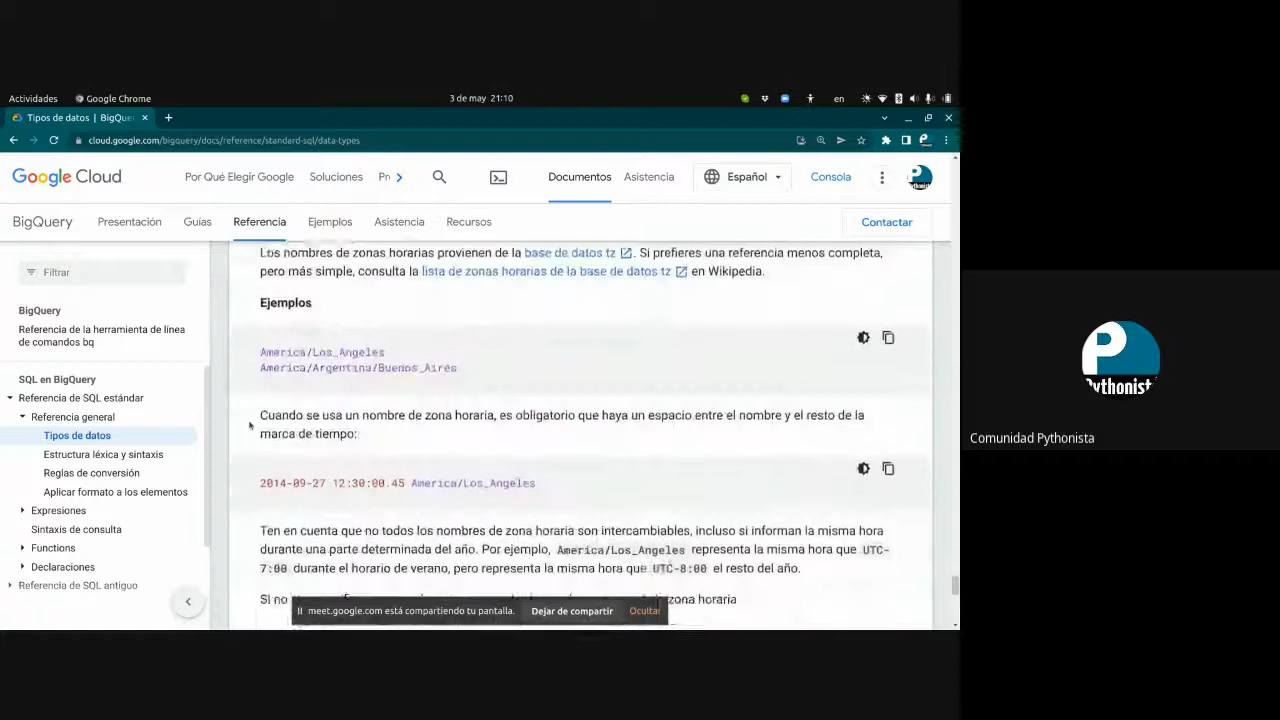 Actividades
Google Chrome
3 de may 21:10
en
Tipos de datos | BigQue
cloud.google.com/bigquery/docs/reference/standard-sql/data-types
Google Cloud
Por Qué Elegir Google
Soluciones
Pr
Documentos
Asistencia
Español
Consola
BigQuery
Presentación
Guías
Referencia
Ejemplos
Asistencia
Recursos
Contactar
Filtrar
BigQuery
Referencia de la herramienta de línea
de comandos bq
SQL en BigQuery
Referencia de SQL estándar
Referencia general
Tipos de datos
Estructura léxica y sintaxis
Reglas de conversión
Aplicar formato a los elementos
Expresiones
Sintaxis de consulta
Functions
Declaraciones
Referencia de SQL antiguo
Los nombres de zonas horarias provienen de la base de datos tz. Si prefieres una referencia menos completa,
pero más simple, consulta la lista de zonas horarias de la base de datos tz en Wikipedia.
Ejemplos
America/Los_Angeles
America/Argentina/Buenos_Aires
Cuando se usa un nombre de zona horaria, es obligatorio que haya un espacio entre el nombre y el resto de la
marca de tiempo:
2014-09-27 12:30:00.45 America/Los_Angeles
Ten en cuenta que no todos los nombres de zona horaria son intercambiables, incluso si informan la misma hora
durante una parte determinada del año. Por ejemplo, America/Los_Angeles representa la misma hora que UTC-
7:00 durante el horario de verano, pero representa la misma hora que UTC-8:00 el resto del año.
Si no
zona horaria
meet.google.com está compartiendo tu pantalla.
Dejar de compartir
Ocultar
Pythonist
Comunidad Pythonista